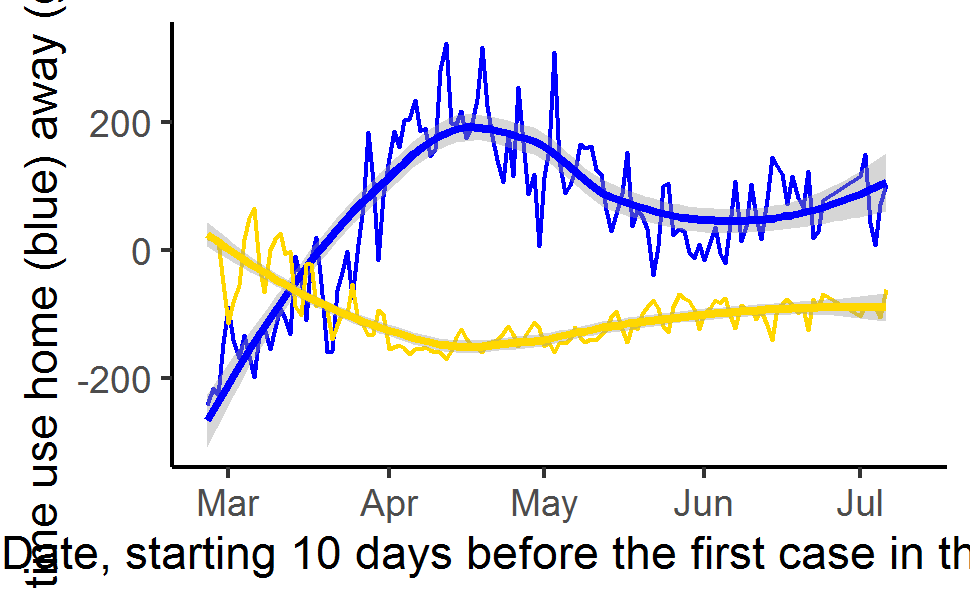 time use home (blue) away (
200
0
-200
Mar Apr May Jun Jul
Date, starting 10 days before the first case in th